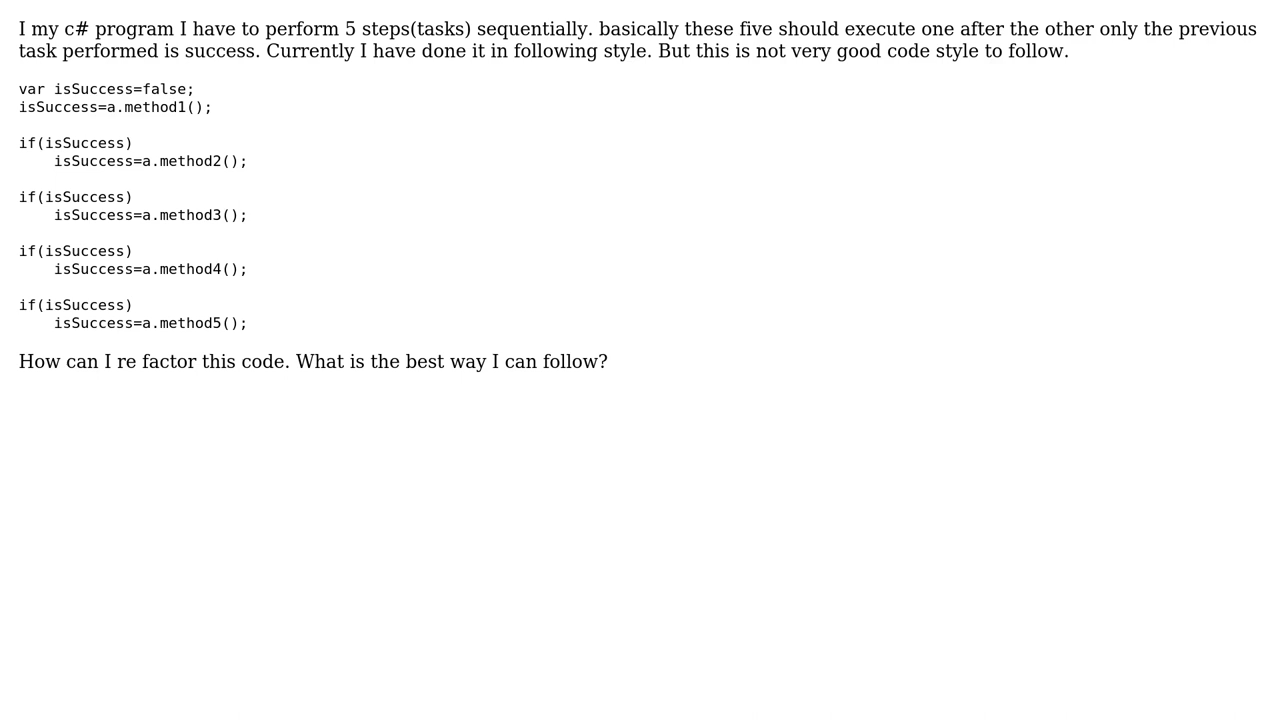 I my c# program I have to perform 5 steps(tasks) sequentially. basically these five should execute one after the other only the previous
task performed is success. Currently I have done it in following style. But this is not very good code style to follow.
var isSuccess=false;
isSuccess=a.method1();
if(isSuccess)
    isSuccess=a.method2();
if(isSuccess)
    isSuccess=a.method3();
if(isSuccess)
    isSuccess=a.method4();
if(isSuccess)
    isSuccess=a.method5();
How can I re factor this code. What is the best way I can follow?